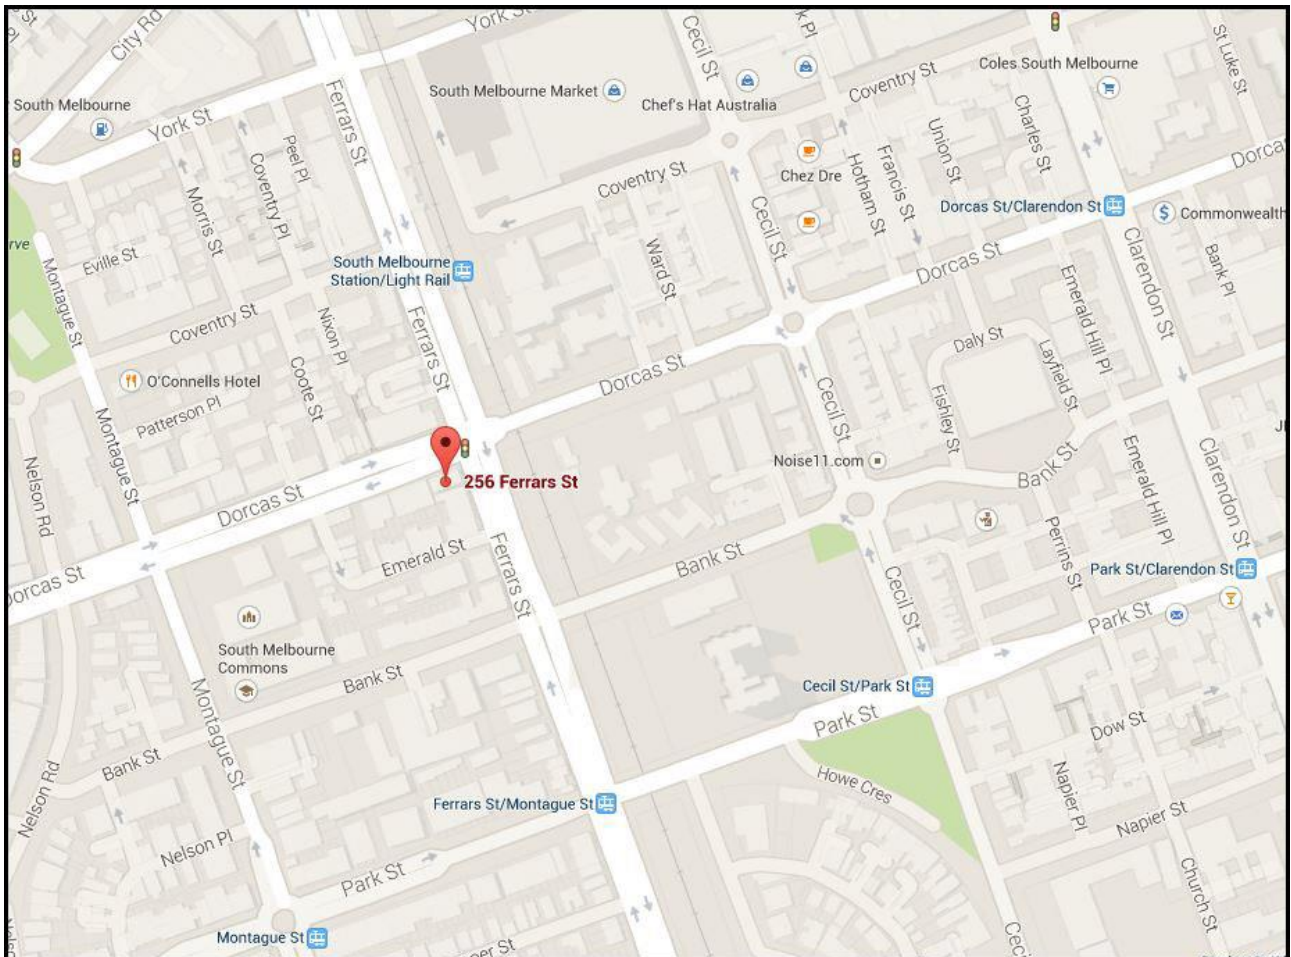 York St
k Pl
City Rd
Cecil St
St Luke St
South Melbourne
York St
Ferrars St
South Melbourne Market
Chef's Hat Australia
Coventry St
Coles South Melbourne
Charles St
Union St
Peel Pl
Coventry Pl
Morris St
Coventry St
Chez Dre
Hotham St
Francis St
Dorcas
Cecil St
Dorcas St/Clarendon St
Commonwealth
rve
Eville St
Montague St
South Melbourne
Station/Light Rail
Ward St
Dorcas St
Clarendon St
Bank Pl
Emerald Hill Pl
Coventry St
Nixon Pl
Ferrars St
Daly St
Layfield St
O'Connells Hotel
Coote St
Dorcas St
Patterson Pl
Cecil St
Fishley St
Montague St
Noise11.com
Bank St
Emerald Hill Pl
Clarendon St
Nelson Rd
256 Ferrars St
Dorcas St
Emerald St
Ferrars St
Bank St
Perrins St
Dorcas St
Cecil St
Park St/Clarendon St
Park St
South Melbourne
Commons
Bank St
Cecil St/Park St
Park St
Dow St
Montague St
Bank St
Nelson Rd
Howe Cres
Napier Pl
Napier St
Ferrars St/Montague St
Nelson Pl
Park St
Church St
Montague St
per St
Ceci